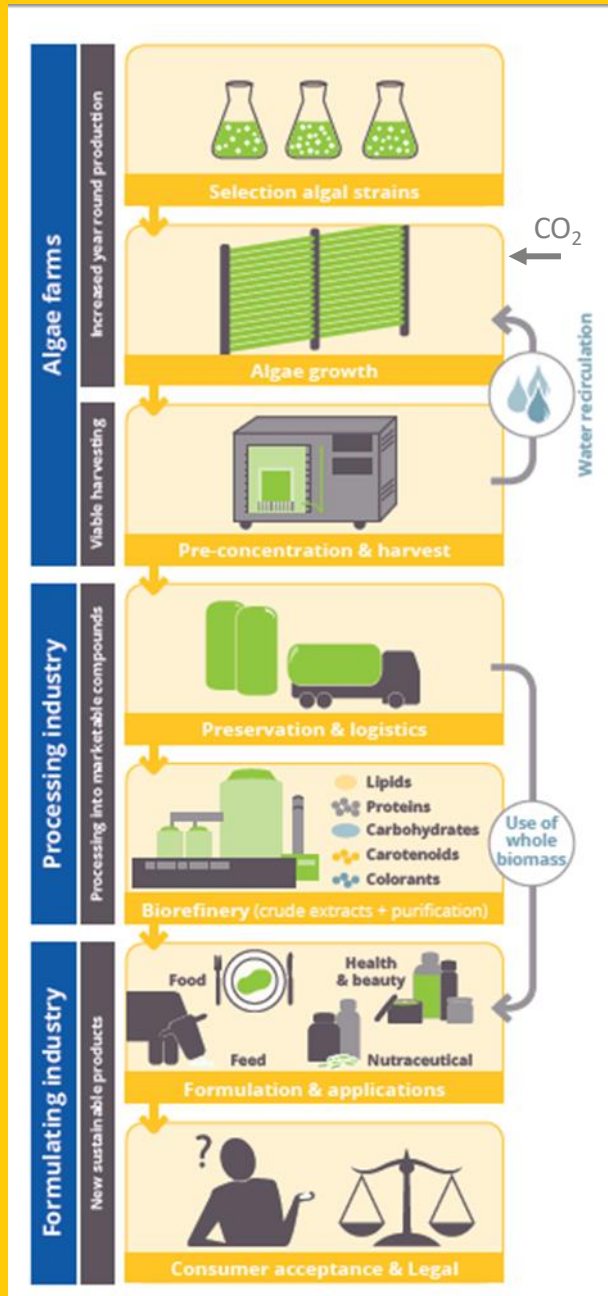 Algae farms
Increased year round production
Selection algal strains
CO₂
Algae growth
Water recirculation
Viable harvesting
Pre-concentration & harvest
Processing industry
Processing into marketable compounds
Preservation & logistics
Lipids
Proteins
Carbohydrates
Carotenoids
Colorants
Use of
whole
biomass
Biorefinery (crude extracts + purification)
Formulating industry
New sustainable products
Food
Health
& beauty
Feed
Nutraceutical
Formulation & applications
?
Consumer acceptance & Legal